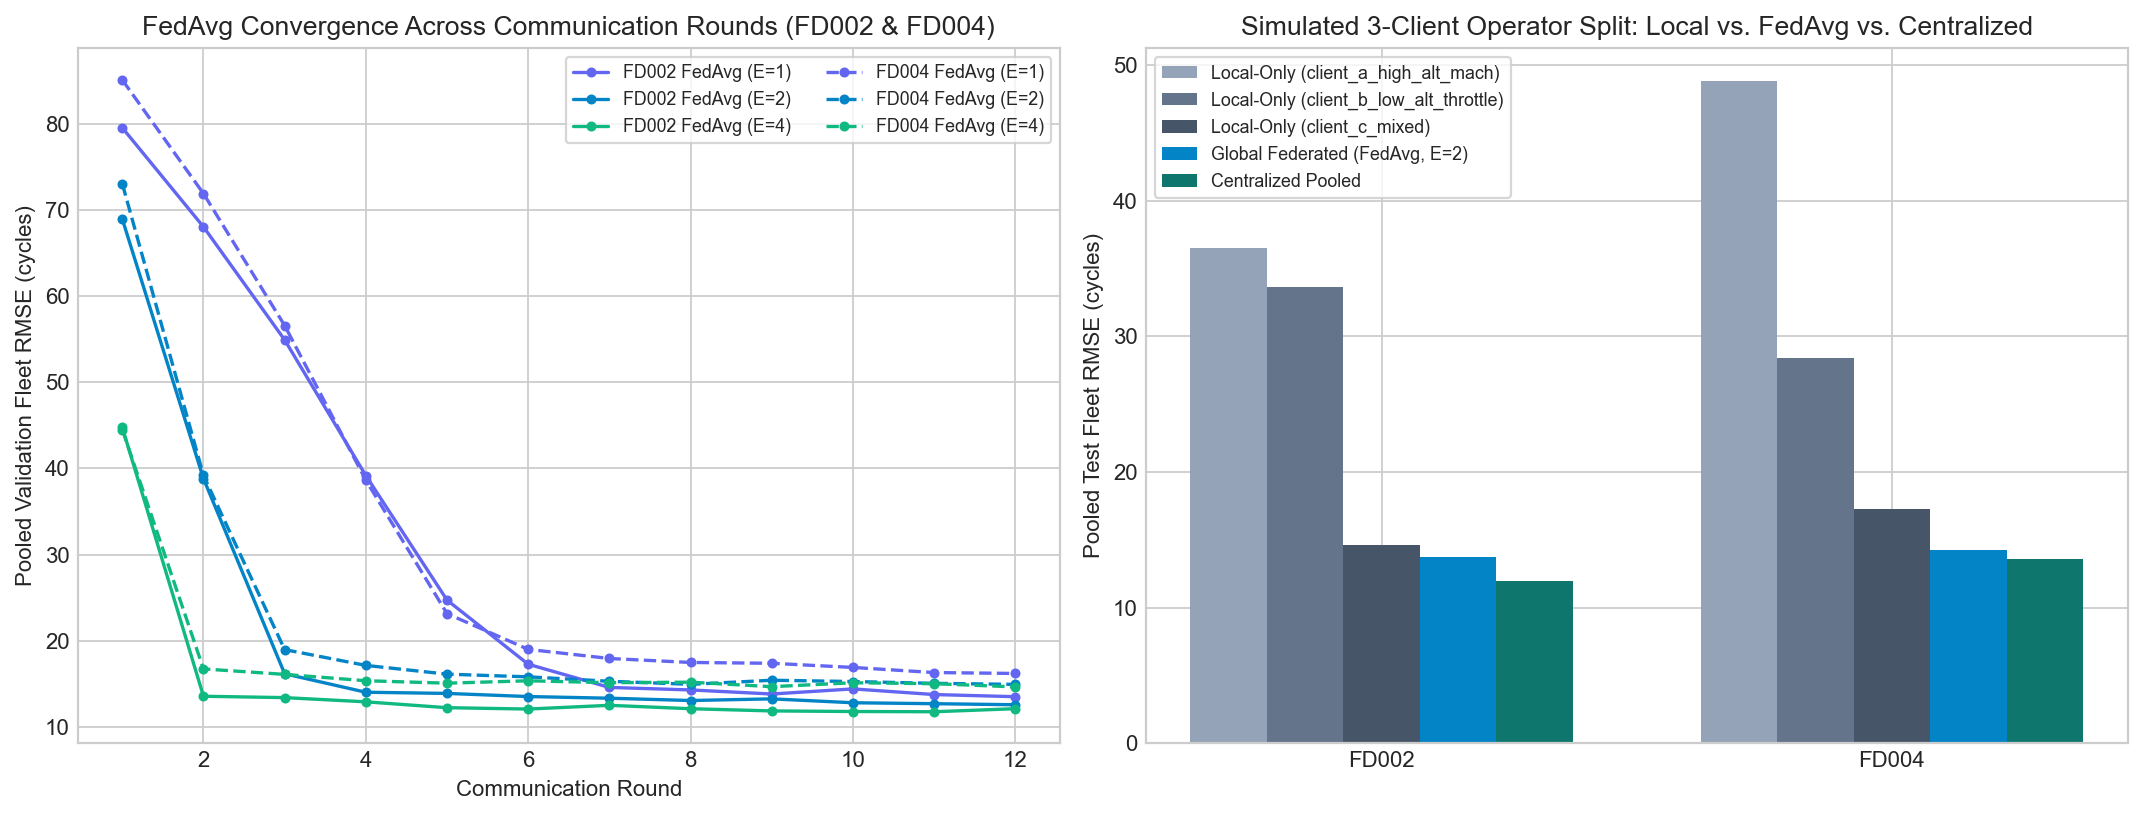 FedAvg Convergence Across Communication Rounds (FD002 & FD004)
Pooled Validation Fleet RMSE (cycles)
80
70
60
50
40
30
20
10
FD002 FedAvg (E=1)
FD002 FedAvg (E=2)
FD002 FedAvg (E=4)
FD004 FedAvg (E=1)
FD004 FedAvg (E=2)
FD004 FedAvg (E=4)
2 4 6 8 10 12
Communication Round
Simulated 3-Client Operator Split: Local vs. FedAvg vs. Centralized
Pooled Test Fleet RMSE (cycles)
50
40
30
20
10
0
Local-Only (client_a_high_alt_mach)
Local-Only (client_b_low_alt_throttle)
Local-Only (client_c_mixed)
Global Federated (FedAvg, E=2)
Centralized Pooled
FD002 FD004